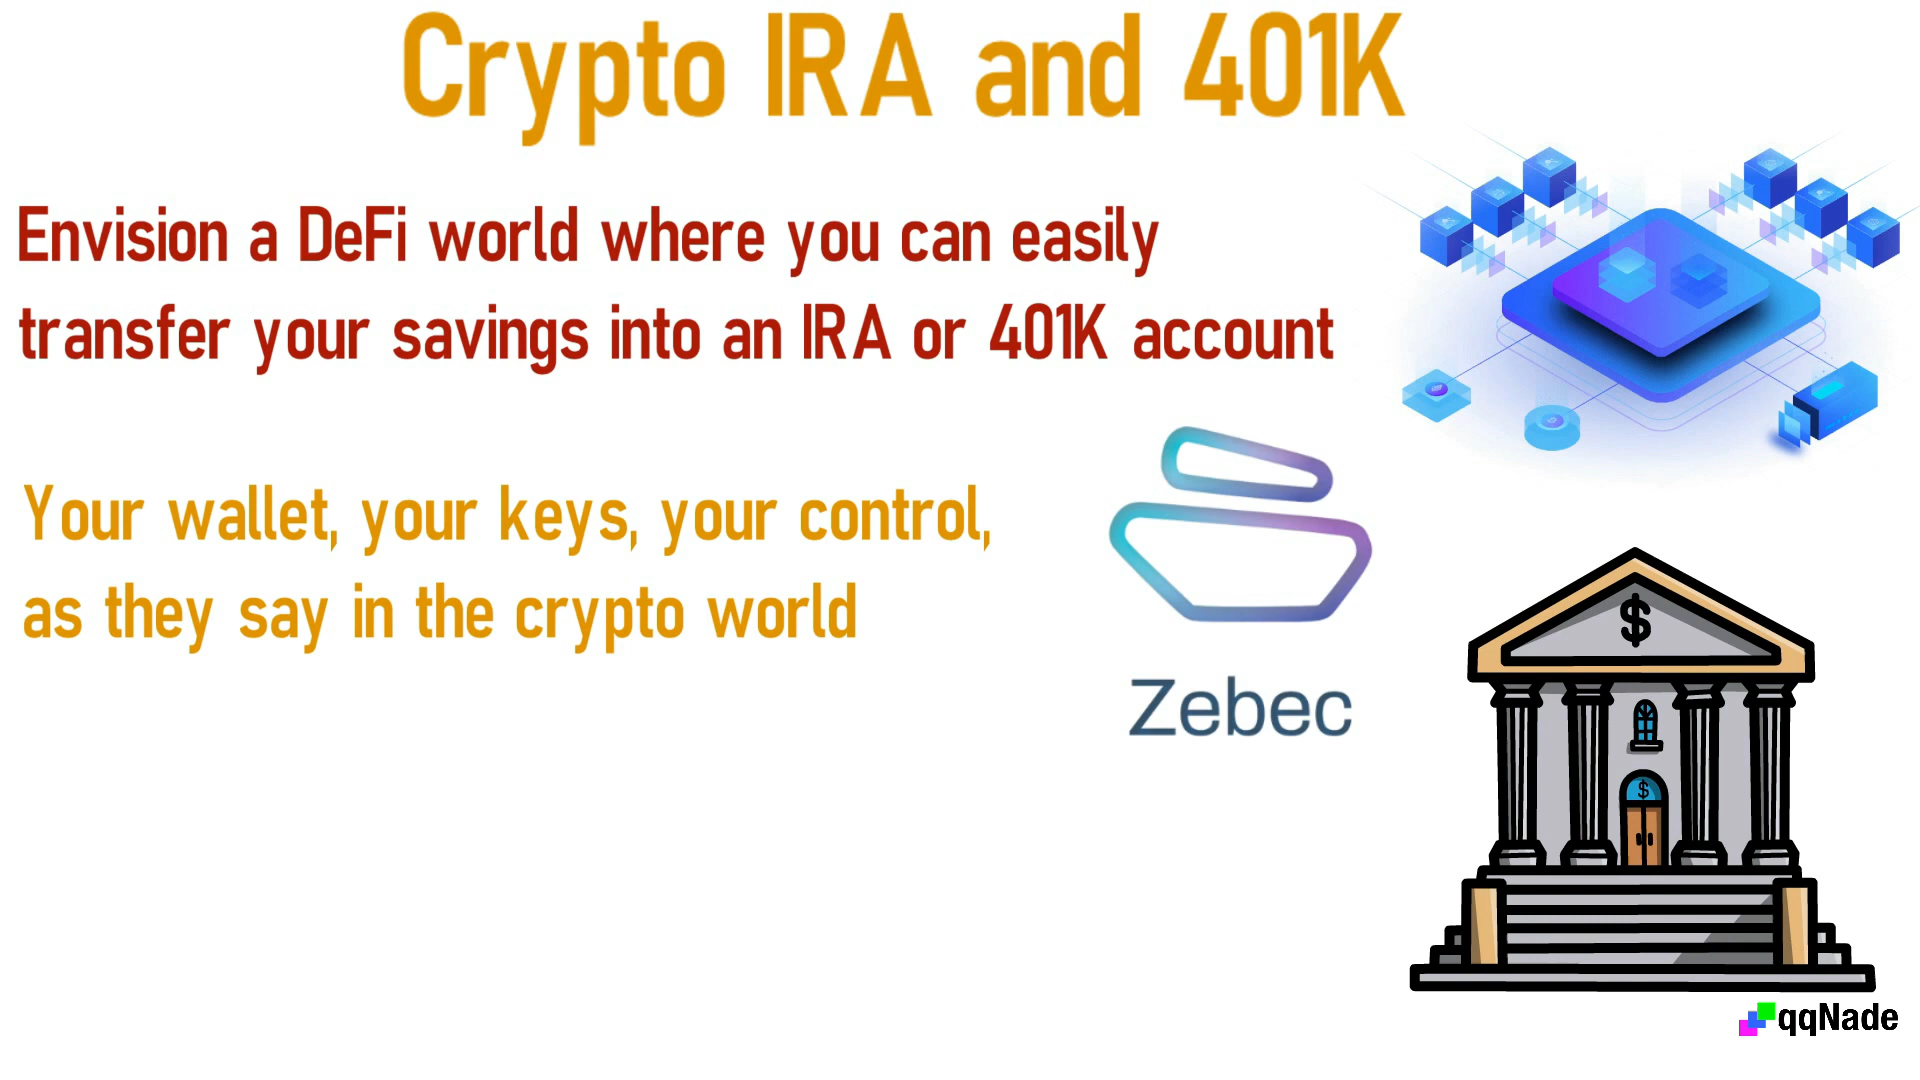 Crypto IRA and 401K
Envision a DeFi world where you can easily
transfer your savings into an IRA or 401K account
Your wallet, your keys, your control,
as they say in the crypto world
Zebec
$
$
qqNade